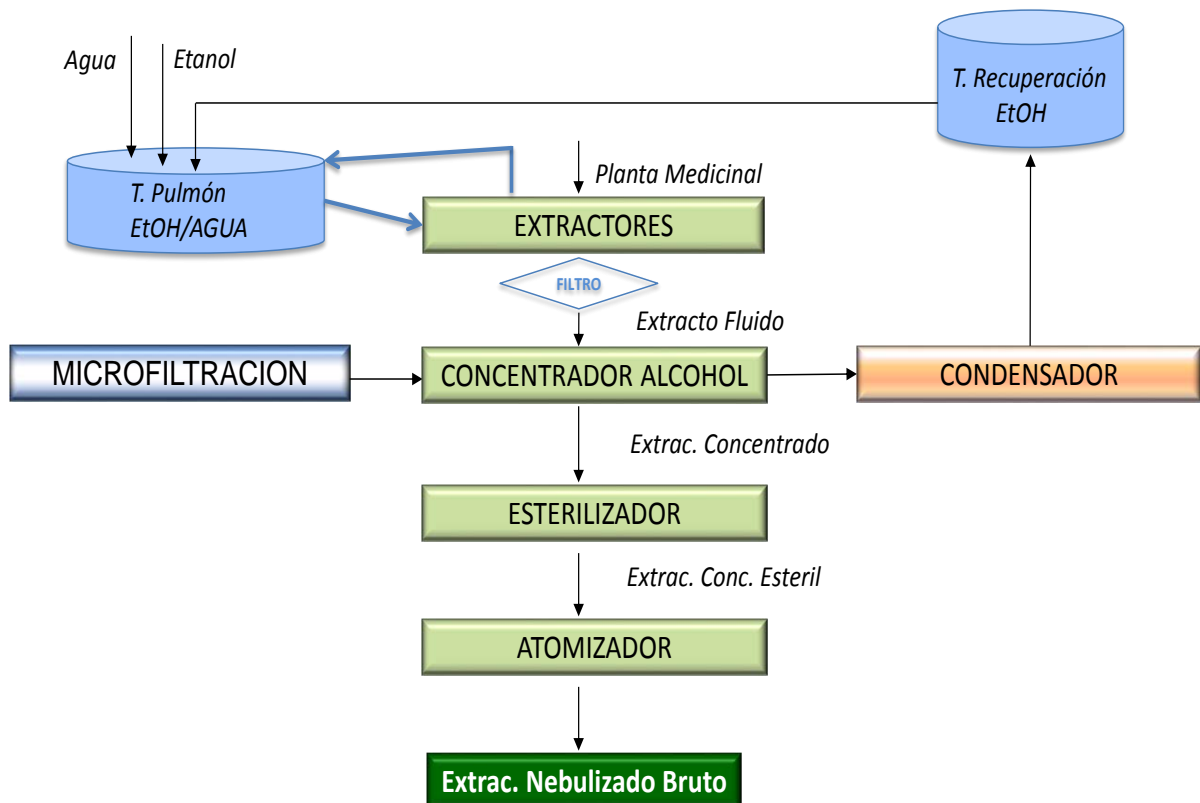 Agua
Etanol
T. Recuperación
EtOH
T. Pulmón
EtOH/AGUA
Planta Medicinal
EXTRACTORES
FILTRO
Extracto Fluido
MICROFILTRACION
CONCENTRADOR ALCOHOL
CONDENSADOR
Extrac. Concentrado
ESTERILIZADOR
Extrac. Conc. Esteril
ATOMIZADOR
Extrac. Nebulizado Bruto